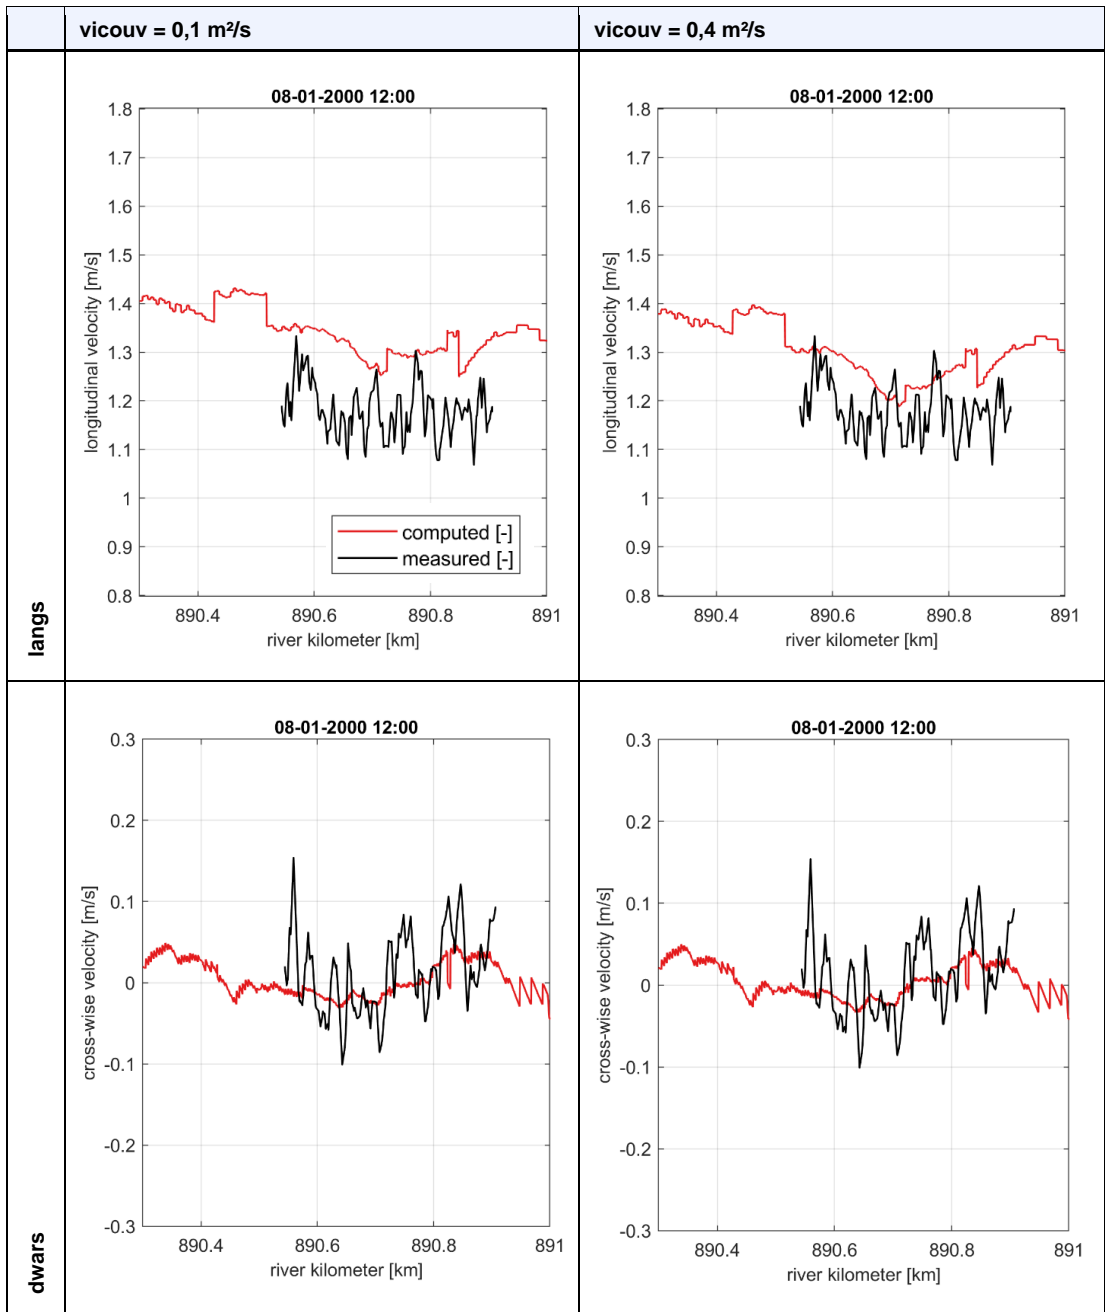 vicouv = 0,1 m²/s
vicouv = 0,4 m²/s
langs
08-01-2000 12:00
1.8
1.7
1.6
1.5
1.4
1.3
1.2
1.1
1
0.9
0.8
longitudinal velocity [m/s]
computed [-]
measured [-]
890.4 890.6 890.8 891
river kilometer [km]
08-01-2000 12:00
1.8
1.7
1.6
1.5
1.4
1.3
1.2
1.1
1
0.9
0.8
longitudinal velocity [m/s]
890.4 890.6 890.8 891
river kilometer [km]
dwars
08-01-2000 12:00
0.3
0.2
0.1
0
-0.1
-0.2
-0.3
cross-wise velocity [m/s]
890.4 890.6 890.8 891
river kilometer [km]
08-01-2000 12:00
0.3
0.2
0.1
0
-0.1
-0.2
-0.3
cross-wise velocity [m/s]
890.4 890.6 890.8 891
river kilometer [km]